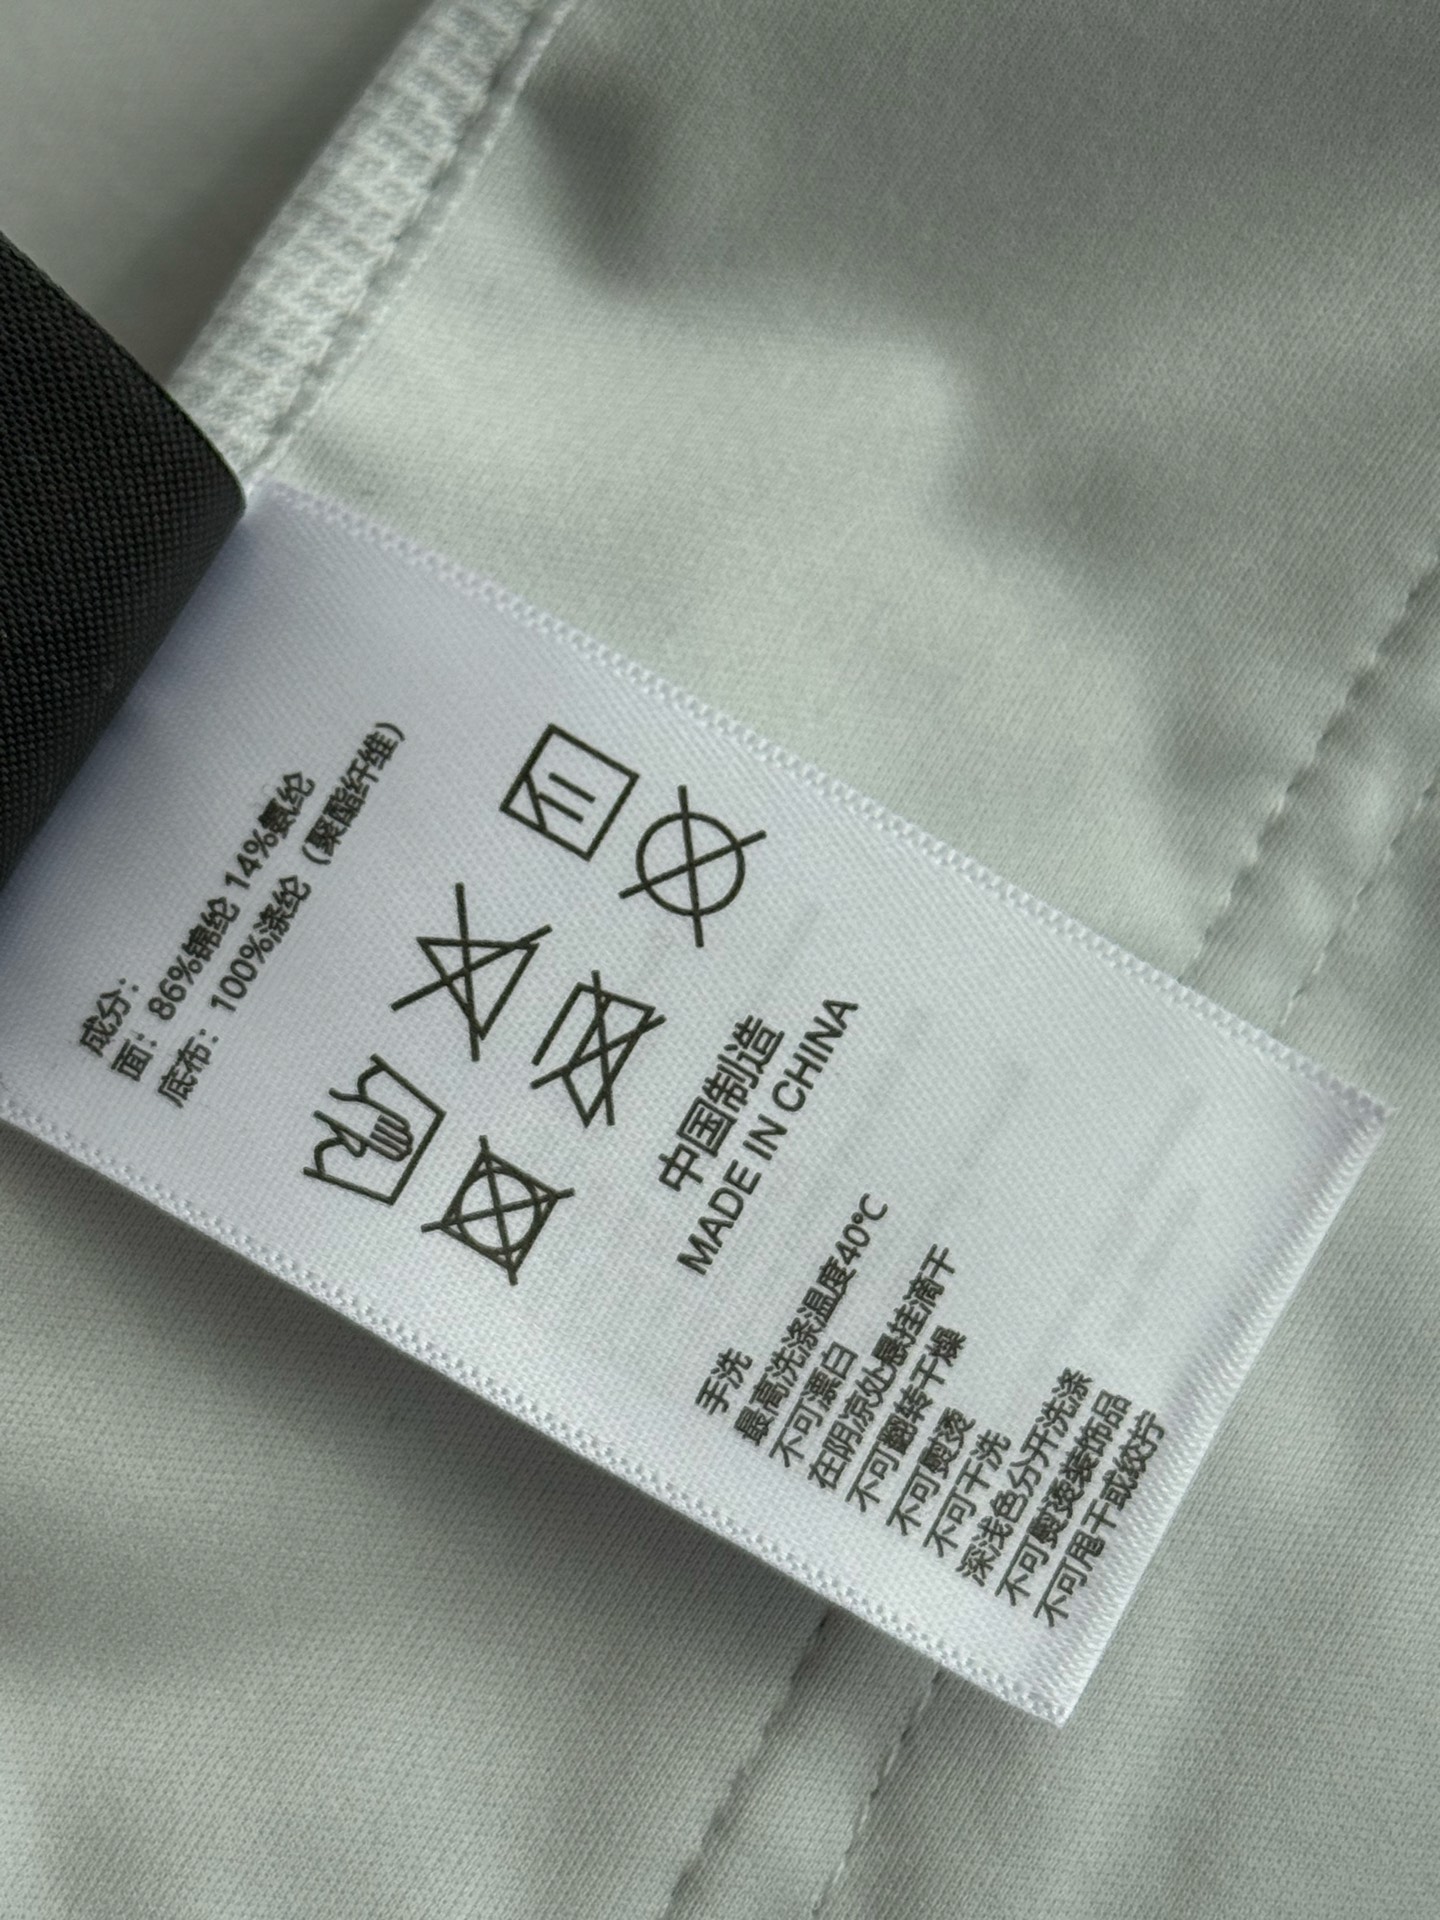 成分：
面：86%锦纶 14%氨纶
底布：100%涤纶（聚酯纤维）
中国制造
MADE IN CHINA
手洗
最高洗涤温度40℃
不可漂白
在阴凉处悬挂滴干
不可翻转干燥
不可熨烫
不可干洗
深浅色分开洗涤
不可熨烫装饰品
不可甩干或绞拧